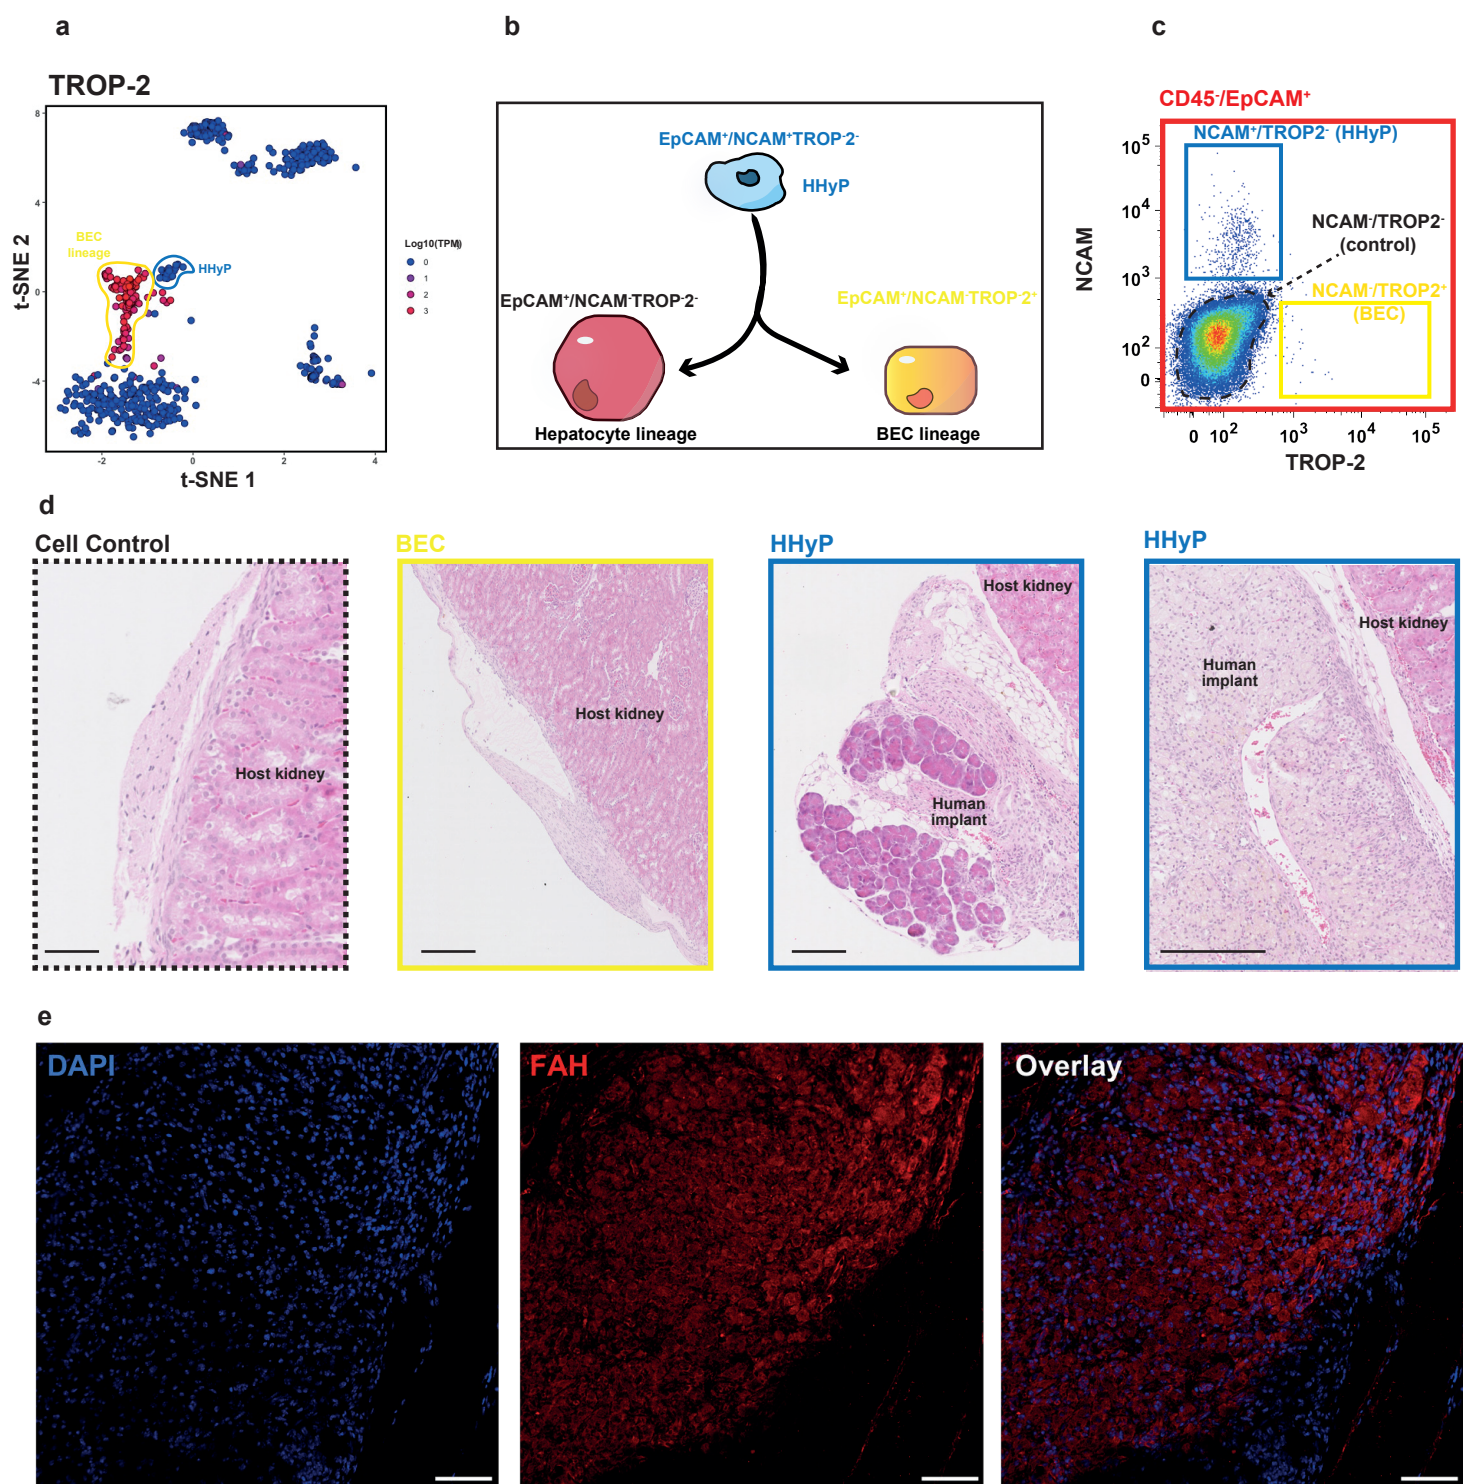 a
TROP-2
t-SNE 2
8
4
0
-4
-2
0
2
4
t-SNE 1
BEC
lineage
HHyP
Log10(TPM)
0
1
2
3
b
EpCAM⁺/NCAM⁺TROP-2⁻
HHyP
EpCAM⁺/NCAM⁻TROP-2⁻
EpCAM⁺/NCAM⁻TROP-2⁺
Hepatocyte lineage
BEC lineage
c
CD45⁻/EpCAM⁺
NCAM⁺/TROP2⁻ (HHyP)
NCAM⁻/TROP2⁻
(control)
NCAM⁻/TROP2⁺
(BEC)
NCAM
10⁵
10⁴
10³
10²
0
0 10² 10³ 10⁴ 10⁵
TROP-2
d
Cell Control
Host kidney
BEC
Host kidney
HHyP
Host kidney
Human
implant
HHyP
Host kidney
Human
implant
e
DAPI
FAH
Overlay